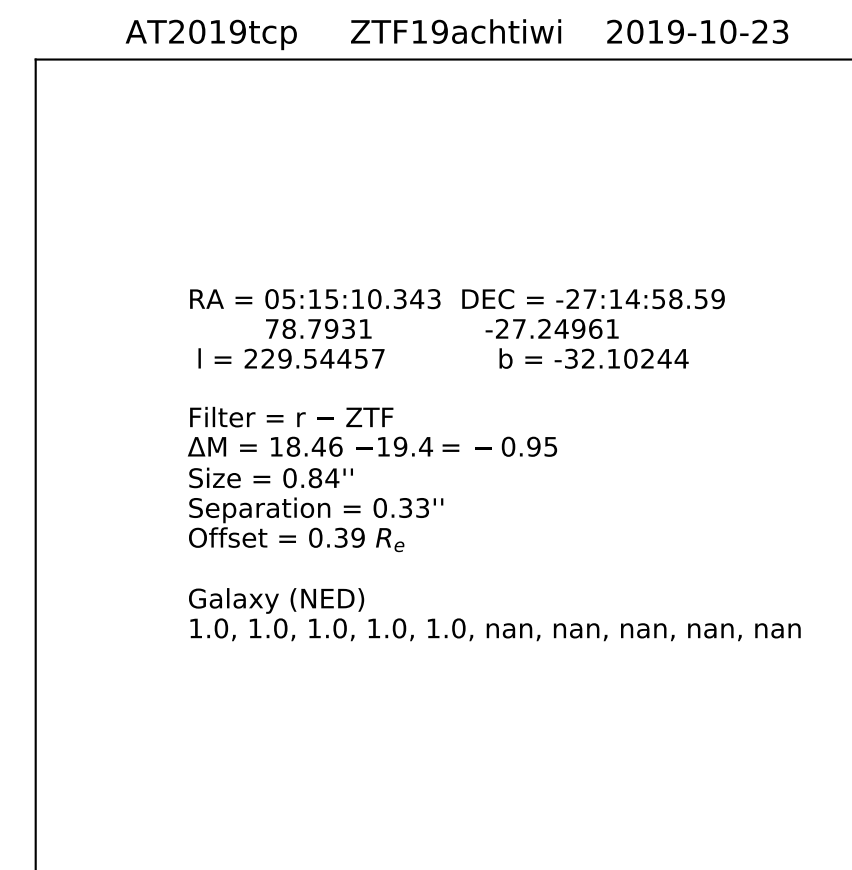 AT2019tcp ZTF19achtiwi 2019-10-23
RA = 05:15:10.343 DEC = -27:14:58.59
78.7931 -27.24961
l = 229.54457 b = -32.10244
Filter = r − ZTF
ΔM = 18.46 −19.4 = − 0.95
Size = 0.84''
Separation = 0.33''
Offset = 0.39 Re
Galaxy (NED)
1.0, 1.0, 1.0, 1.0, 1.0, nan, nan, nan, nan, nan